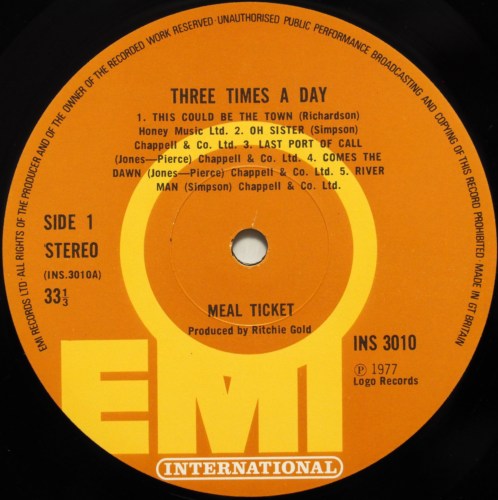 EMI RECORDS LTD·ALL RIGHTS OF THE PRODUCER AND OF THE OWNER OF THE RECORDED WORK RESERVED·UNAUTHORISED PUBLIC PERFORMANCE BROADCASTING AND COPYING OF THIS RECORD PROHIBITED·MADE IN GT BRITAIN
THREE TIMES A DAY
1. THIS COULD BE THE TOWN (Richardson)
Honey Music Ltd. 2. OH SISTER (Simpson)
Chappell & Co. Ltd. 3. LAST PORT OF CALL
(Jones—Pierce) Chappell & Co. Ltd. 4. COMES THE
DAWN (Jones—Pierce) Chappell & Co. Ltd. 5. RIVER
MAN (Simpson) Chappell & Co. Ltd.
SIDE 1
STEREO
(INS.3010A)
33⅓
MEAL TICKET
Produced by Ritchie Gold
INS 3010
℗ 1977
Logo Records
EMI
INTERNATIONAL